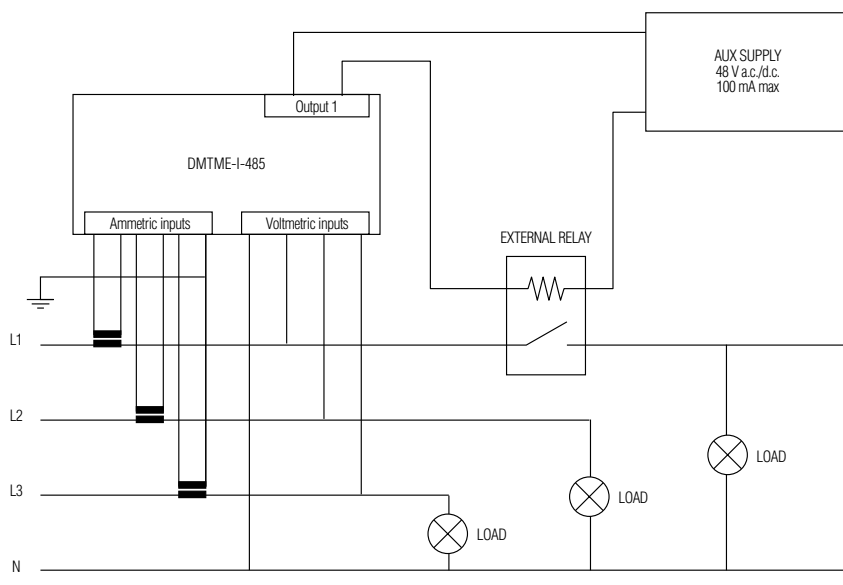 AUX SUPPLY
48 V a.c./d.c.
100 mA max
Output 1
DMTME-I-485
Ammetric inputs
Voltmetric inputs
EXTERNAL RELAY
L1
L2
LOAD
L3
LOAD
LOAD
N